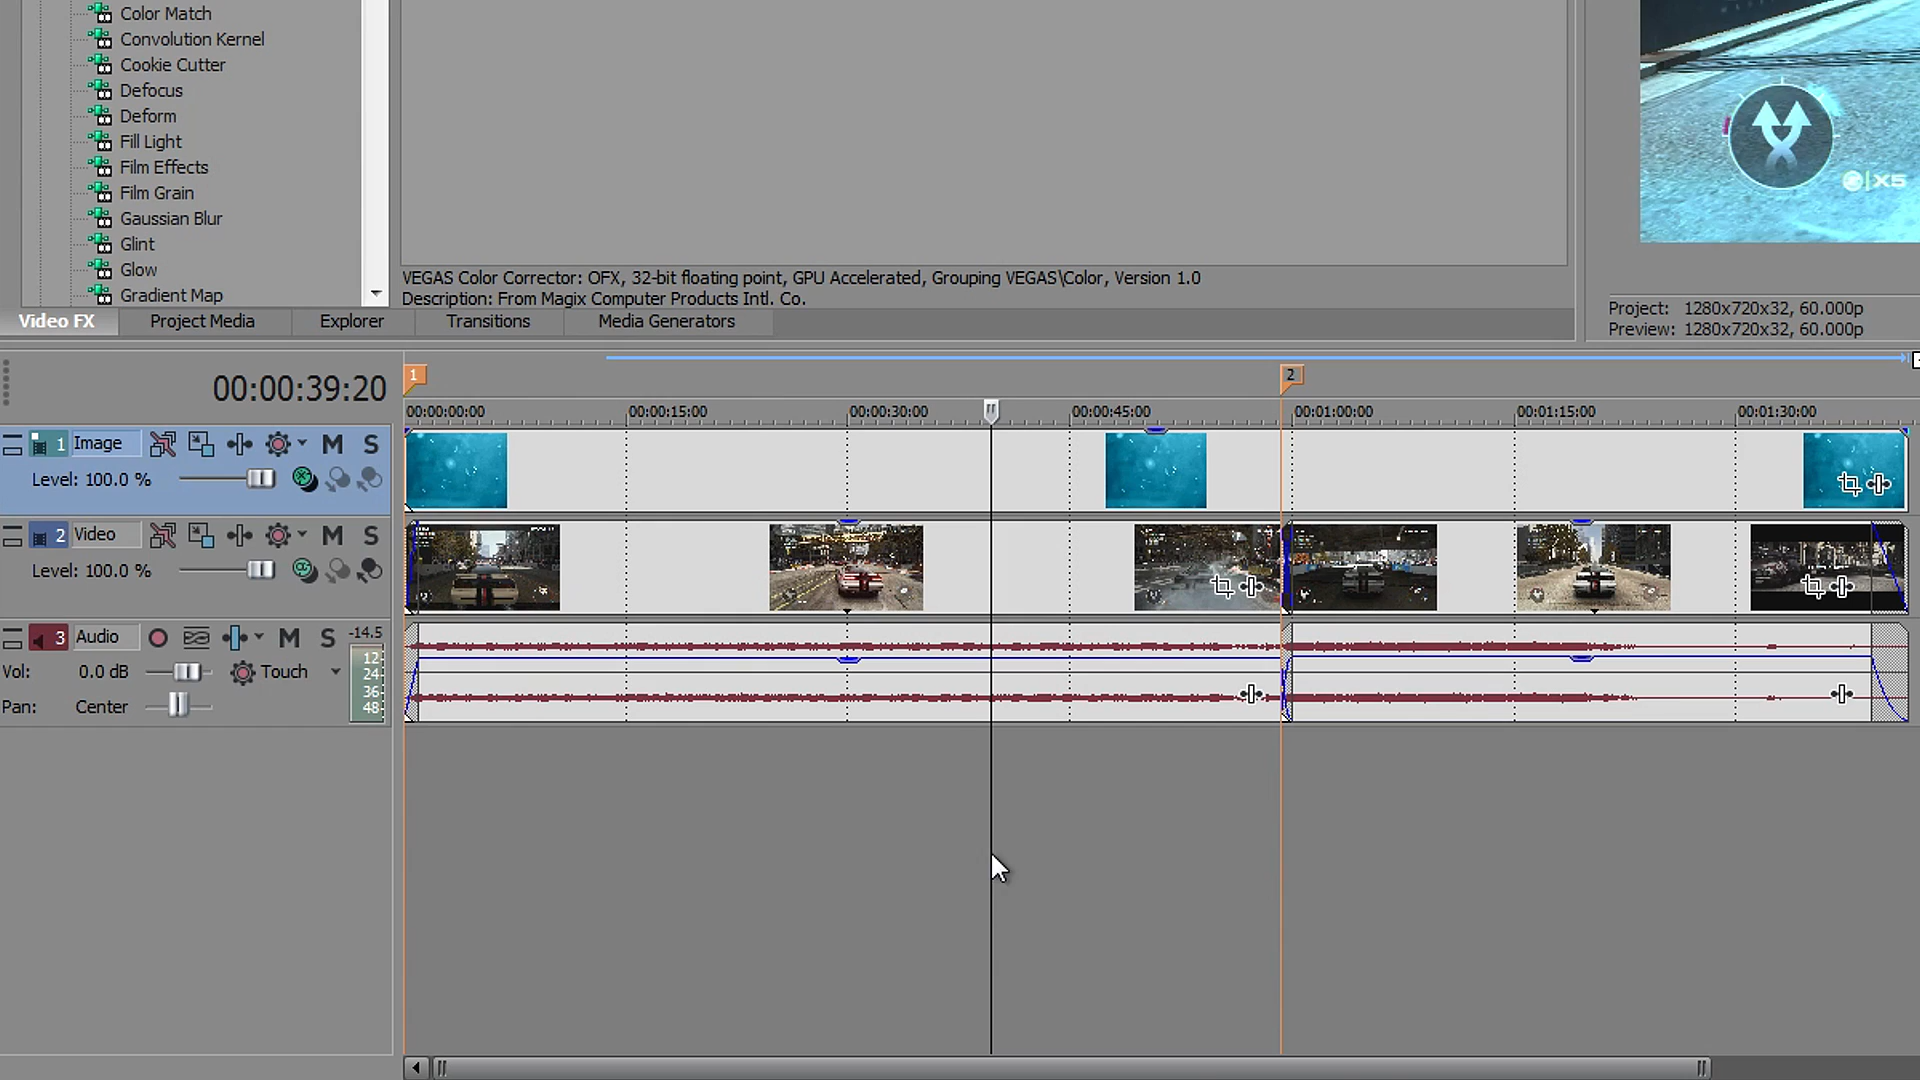 Color Match
Convolution Kernel
Cookie Cutter
Defocus
Deform
Fill Light
Film Effects
Film Grain
Gaussian Blur
Glint
Glow
Gradient Map
X5
VEGAS Color Corrector: OFX, 32-bit floating point, GPU Accelerated, Grouping VEGAS\Color, Version 1.0
Description: From Magix Computer Products Intl. Co.
Project: 1280x720x32, 60.000p
Preview: 1280x720x32, 60.000p
Video FX Project Media Explorer Transitions Media Generators
00:00:39:20
1 2
00:00:00:00 00:00:15:00 00:00:30:00 00:00:45:00 00:01:00:00 00:01:15:00 00:01:30:00
1 Image M S
Level: 100.0 %
2 Video M S
Level: 100.0 %
3 Audio M S -14.5
Vol: 0.0 dB Touch
Pan: Center
12
24
36
48